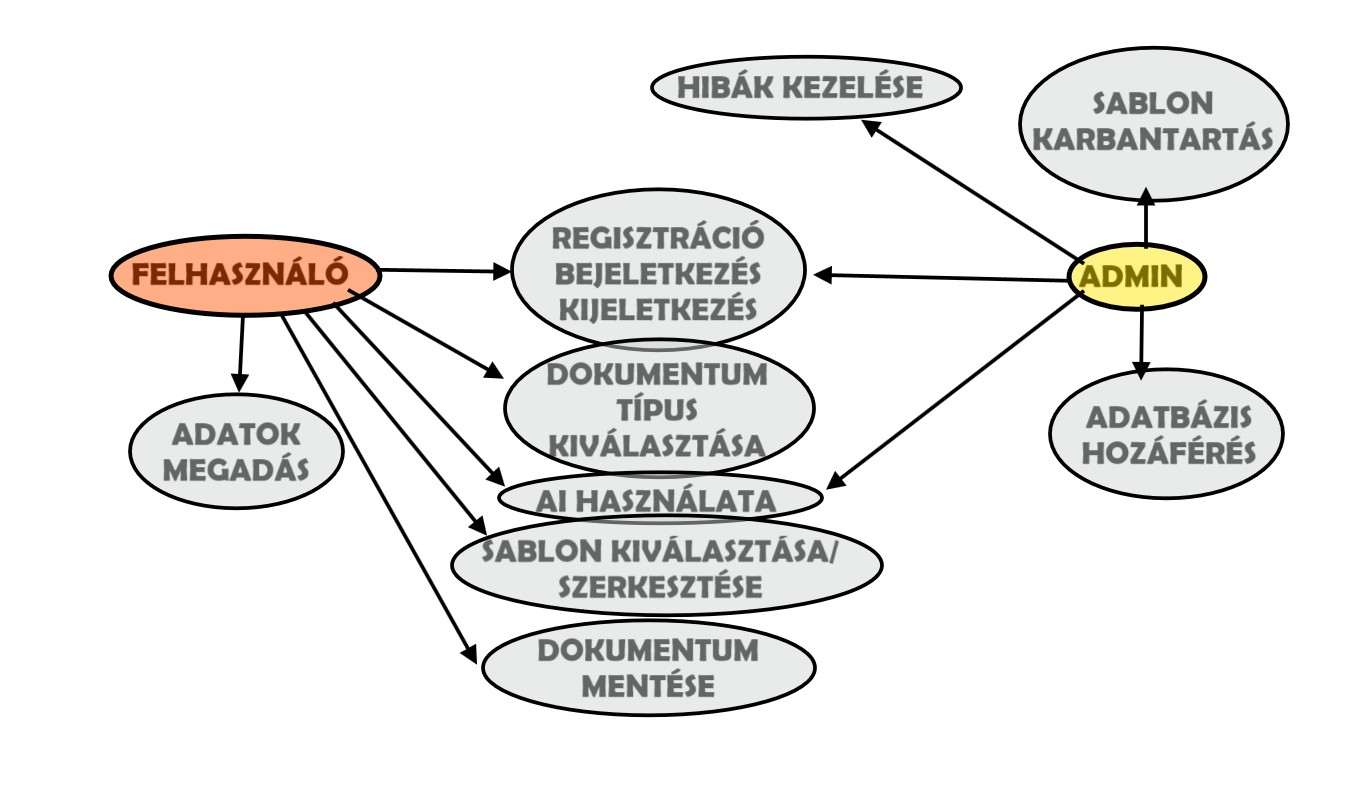 HIBÁK KEZELÉSE
SABLON
KARBANTARTÁS
FELHASZNÁLÓ
REGISZTRÁCIÓ
BEJELETKEZÉS
KIJELETKEZÉS
ADMIN
DOKUMENTUM
TÍPUS
KIVÁLASZTÁSA
ADATOK
MEGADÁS
ADATBÁZIS
HOZÁFÉRÉS
AI HASZNÁLATA
SABLON KIVÁLASZTÁSA/
SZERKESZTÉSE
DOKUMENTUM
MENTÉSE